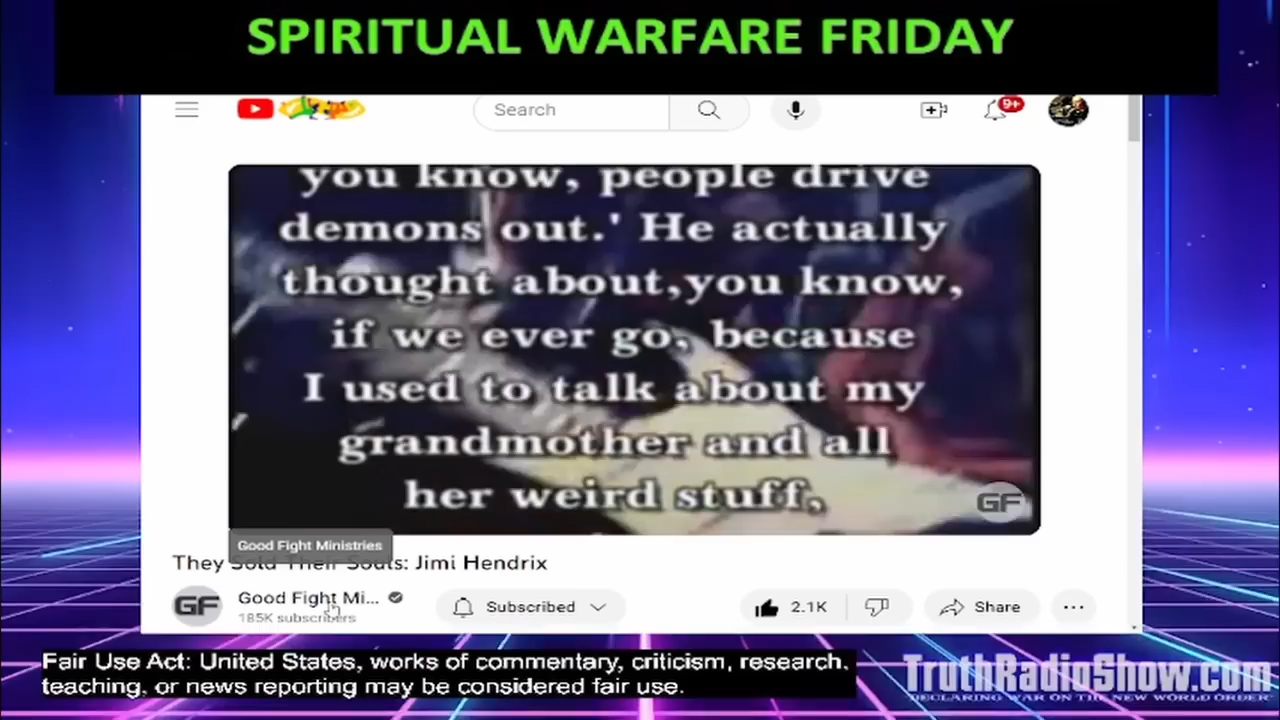 SPIRITUAL WARFARE FRIDAY
Search
9+
you know, people drive
demons out.' He actually
thought about,you know,
if we ever go, because
I used to talk about my
grandmother and all
her weird stuff,
GF
Good Fight Ministries
They Sold Their Souls: Jimi Hendrix
GF
Good Fight Mi...
185K subscribers
Subscribed
2.1K
Share
Fair Use Act: United States, works of commentary, criticism, research,
teaching, or news reporting may be considered fair use.
TruthRadioShow.com
DECLARING WAR ON THE NEW WORLD ORDER